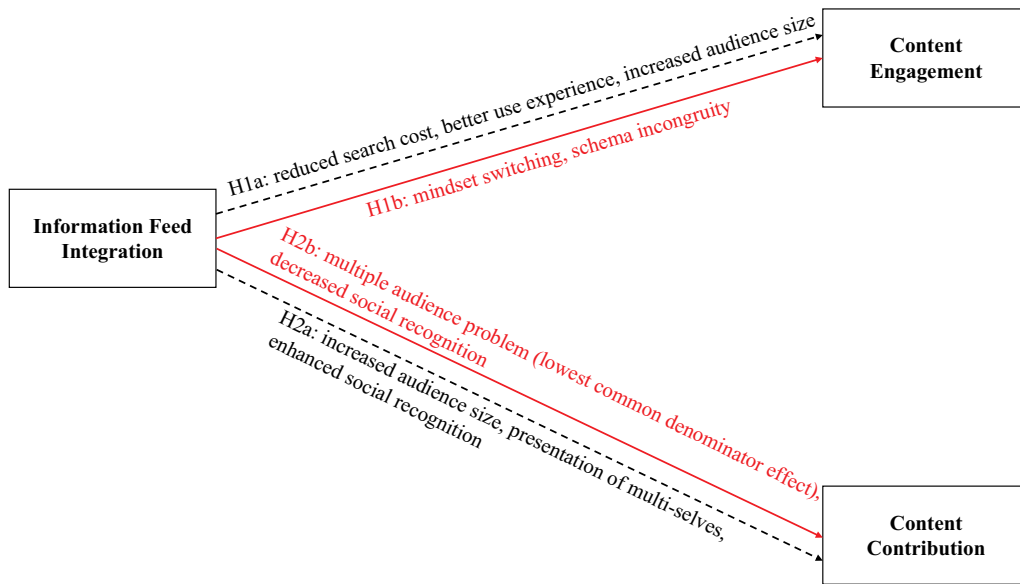 Content
Engagement
H1a: reduced search cost, better use experience, increased audience size
H1b: mindset switching, schema incongruity
Information Feed
Integration
H2b: multiple audience problem (lowest common denominator effect),
decreased social recognition
H2a: increased audience size, presentation of multi-selves,
enhanced social recognition
Content
Contribution